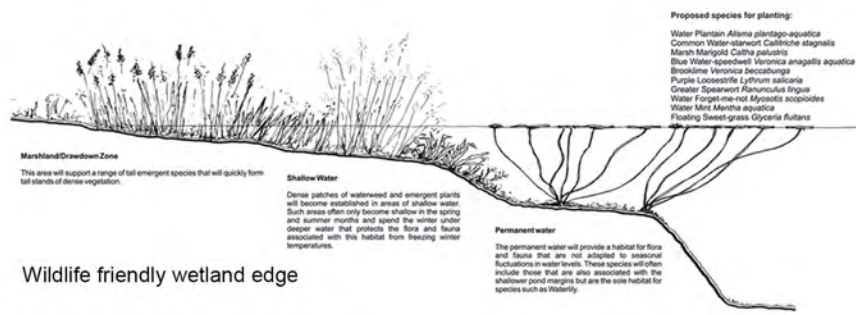 Proposed species for planting:
Water Plantain Alisma plantago-aquatica
Common Water-starwort Callitriche stagnalis
Marsh Marigold Caltha palustris
Blue Water-speedwell Veronica anagallis aquatica
Brooklime Veronica beccabunga
Purple Loosestrife Lythrum salicaria
Greater Spearwort Ranunculus lingua
Water Forget-me-not Myosotis scopioides
Water Mint Mentha aquatica
Floating Sweet-grass Glyceria fluitans
Marshland/Drawdown Zone
This area will support a range of tall emergent species that will quickly form
tall stands of dense vegetation.
Shallow Water
Dense patches of waterweed and emergent plants
will become established in areas of shallow water.
Such areas often only become shallow in the spring
and summer months and spend the winter under
deeper water that protects the flora and fauna
associated with this habitat from freezing winter
temperatures.
Permanent water
The permanent water will provide a habitat for flora
and fauna that are not adapted to seasonal
fluctuations in water levels. These species will often
include those that are also associated with the
shallower pond margins but are the sole habitat for
species such as Waterlily.
Wildlife friendly wetland edge